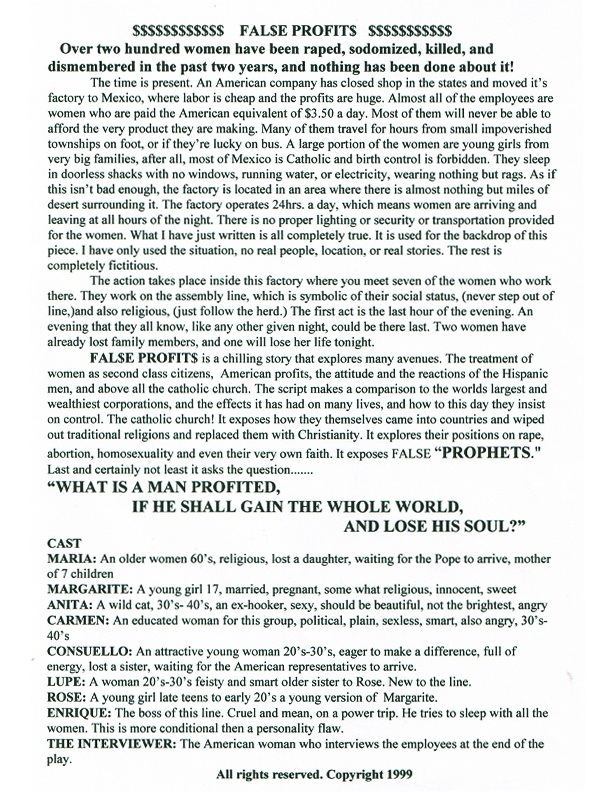 $$$$$$$$$$$$ FAL$E PROFIT$ $$$$$$$$$$$
Over two hundred women have been raped, sodomized, killed, and
dismembered in the past two years, and nothing has been done about it!
The time is present. An American company has closed shop in the states and moved it's
factory to Mexico, where labor is cheap and the profits are huge. Almost all of the employees are
women who are paid the American equivalent of $3.50 a day. Most of them will never be able to
afford the very product they are making. Many of them travel for hours from small impoverished
townships on foot, or if they're lucky on bus. A large portion of the women are young girls from
very big families, after all, most of Mexico is Catholic and birth control is forbidden. They sleep
in doorless shacks with no windows, running water, or electricity, wearing nothing but rags. As if
this isn't bad enough, the factory is located in an area where there is almost nothing but miles of
desert surrounding it. The factory operates 24hrs. a day, which means women are arriving and
leaving at all hours of the night. There is no proper lighting or security or transportation provided
for the women. What I have just written is all completely true. It is used for the backdrop of this
piece. I have only used the situation, no real people, location, or real stories. The rest is
completely fictitious.
The action takes place inside this factory where you meet seven of the women who work
there. They work on the assembly line, which is symbolic of their social status, (never step out of
line,)and also religious, (just follow the herd.) The first act is the last hour of the evening. An
evening that they all know, like any other given night, could be there last. Two women have
already lost family members, and one will lose her life tonight.
FAL$E PROFIT$ is a chilling story that explores many avenues. The treatment of
women as second class citizens, American profits, the attitude and the reactions of the Hispanic
men, and above all the catholic church. The script makes a comparison to the worlds largest and
wealthiest corporations, and the effects it has had on many lives, and how to this day they insist
on control. The catholic church! It exposes how they themselves came into countries and wiped
out traditional religions and replaced them with Christianity. It explores their positions on rape,
abortion, homosexuality and even their very own faith. It exposes FALSE “PROPHETS."
Last and certainly not least it asks the question.......
“WHAT IS A MAN PROFITED,
IF HE SHALL GAIN THE WHOLE WORLD,
AND LOSE HIS SOUL?”
CAST
MARIA: An older women 60's, religious, lost a daughter, waiting for the Pope to arrive, mother
of 7 children
MARGARITE: A young girl 17, married, pregnant, some what religious, innocent, sweet
ANITA: A wild cat, 30's- 40's, an ex-hooker, sexy, should be beautiful, not the brightest, angry
CARMEN: An educated woman for this group, political, plain, sexless, smart, also angry, 30's-
40's
CONSUELLO: An attractive young woman 20's-30's, eager to make a difference, full of
energy, lost a sister, waiting for the American representatives to arrive.
LUPE: A woman 20's-30's feisty and smart older sister to Rose. New to the line.
ROSE: A young girl late teens to early 20's a young version of Margarite.
ENRIQUE: The boss of this line. Cruel and mean, on a power trip. He tries to sleep with all the
women. This is more conditional then a personality flaw.
THE INTERVIEWER: The American woman who interviews the employees at the end of the
play.
All rights reserved. Copyright 1999